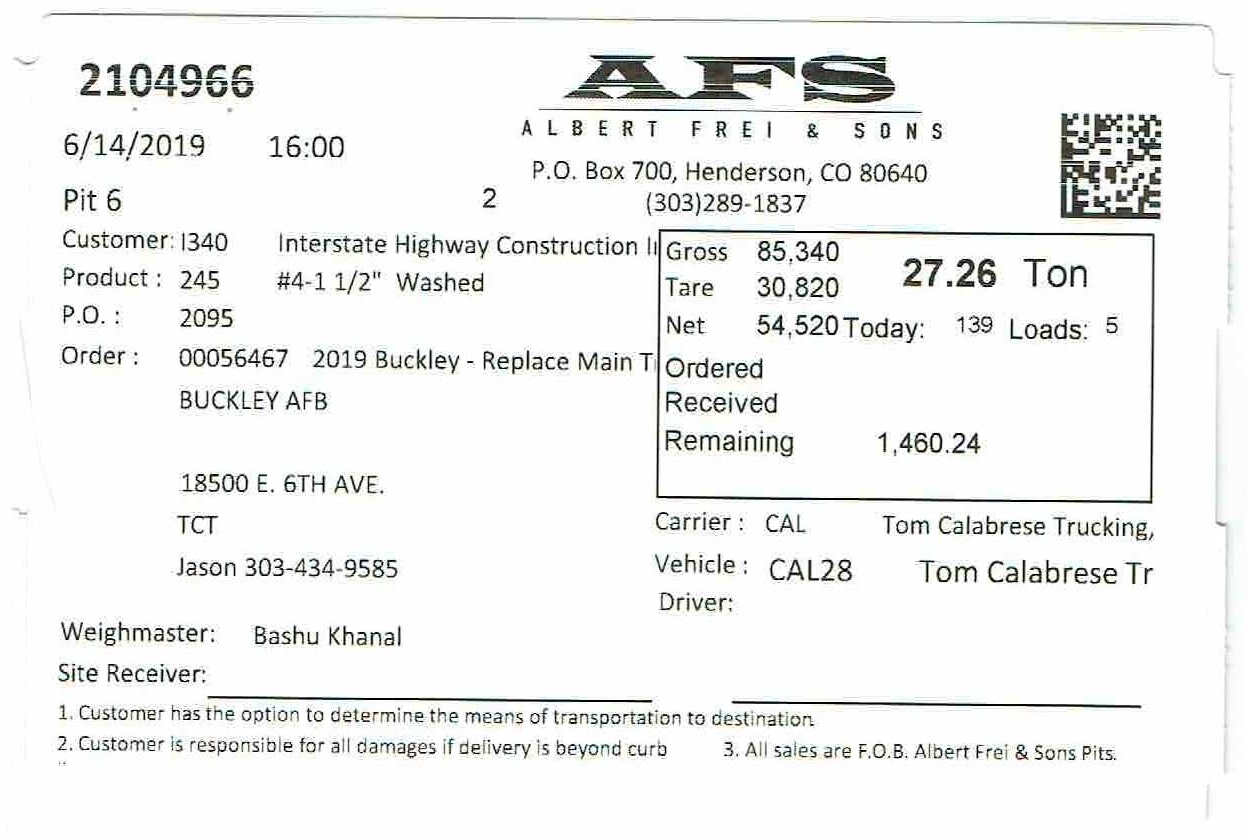 2104966
AFS
ALBERT FREI & SONS
6/14/2019 16:00
P.O. Box 700, Henderson, CO 80640
Pit 6 2 (303)289-1837
Customer: I340 Interstate Highway Construction I
Product : 245 #4-1 1/2" Washed
P.O. : 2095
Order : 00056467 2019 Buckley - Replace Main T
BUCKLEY AFB
18500 E. 6TH AVE.
TCT
Jason 303-434-9585
Gross 85,340 27.26 Ton
Tare 30,820
Net 54,520 Today: 139 Loads: 5
Ordered
Received
Remaining 1,460.24
Carrier : CAL Tom Calabrese Trucking,
Vehicle : CAL28 Tom Calabrese Tr
Driver:
Weighmaster: Bashu Khanal
Site Receiver:
1. Customer has the option to determine the means of transportation to destination
2. Customer is responsible for all damages if delivery is beyond curb 3. All sales are F.O.B. Albert Frei & Sons Pits.